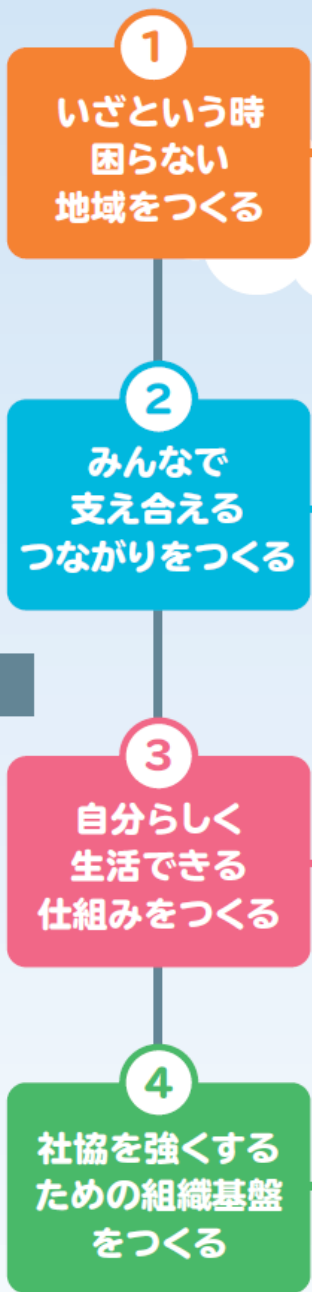 1
いざという時
困らない
地域をつくる
2
みんなで
支え合える
つながりをつくる
3
自分らしく
生活できる
仕組みをつくる
4
社協を強くする
ための組織基盤
をつくる